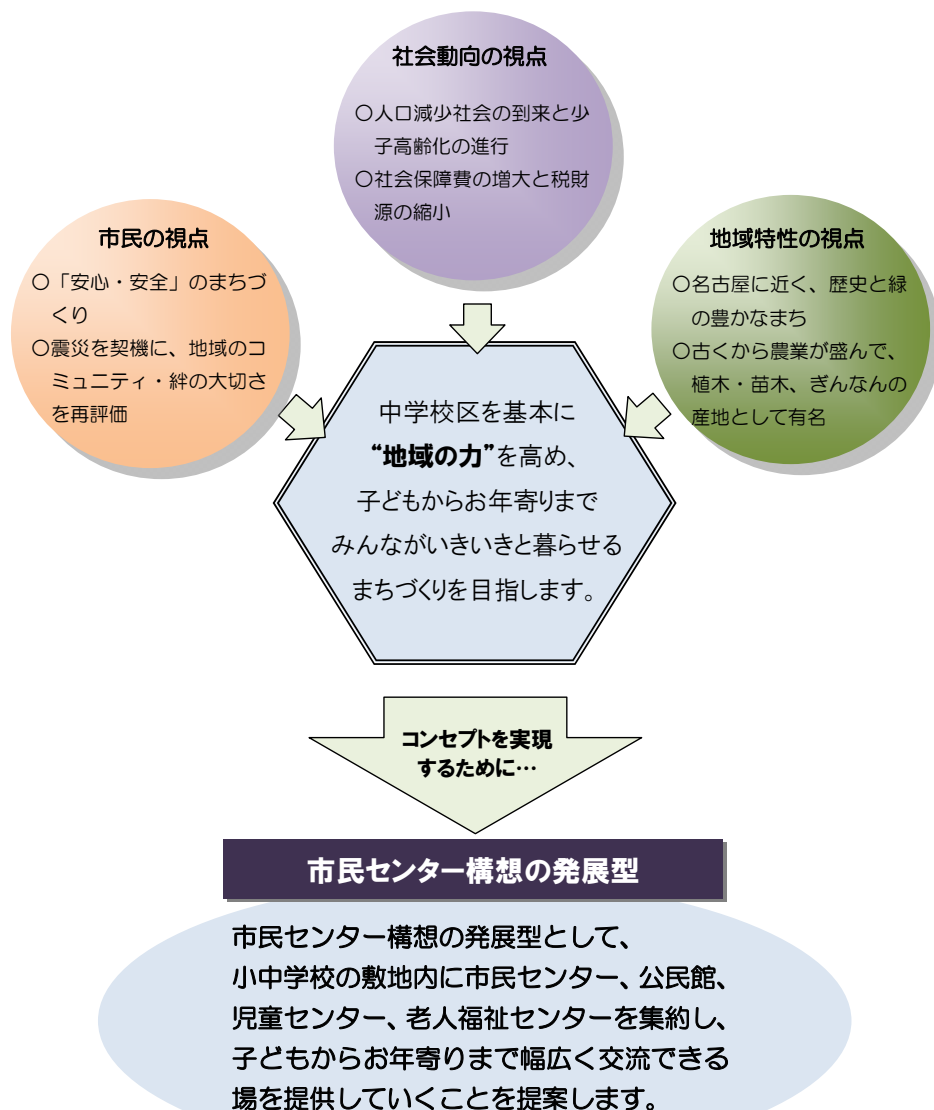 社会動向の視点
○人口減少社会の到来と少
子高齢化の進行
○社会保障費の増大と税財
源の縮小
市民の視点
○「安心・安全」のまちづ
くり
○震災を契機に、地域のコ
ミュニティ・絆の大切さ
を再評価
地域特性の視点
○名古屋に近く、歴史と緑
の豊かなまち
○古くから農業が盛んで、
植木・苗木、ぎんなんの
産地として有名
中学校区を基本に
“地域の力”を高め、
子どもからお年寄りまで
みんながいきいきと暮らせる
まちづくりを目指します。
コンセプトを実現
するために…
市民センター構想の発展型
市民センター構想の発展型として、
小中学校の敷地内に市民センター、公民館、
児童センター、老人福祉センターを集約し、
子どもからお年寄りまで幅広く交流できる
場を提供していくことを提案します。